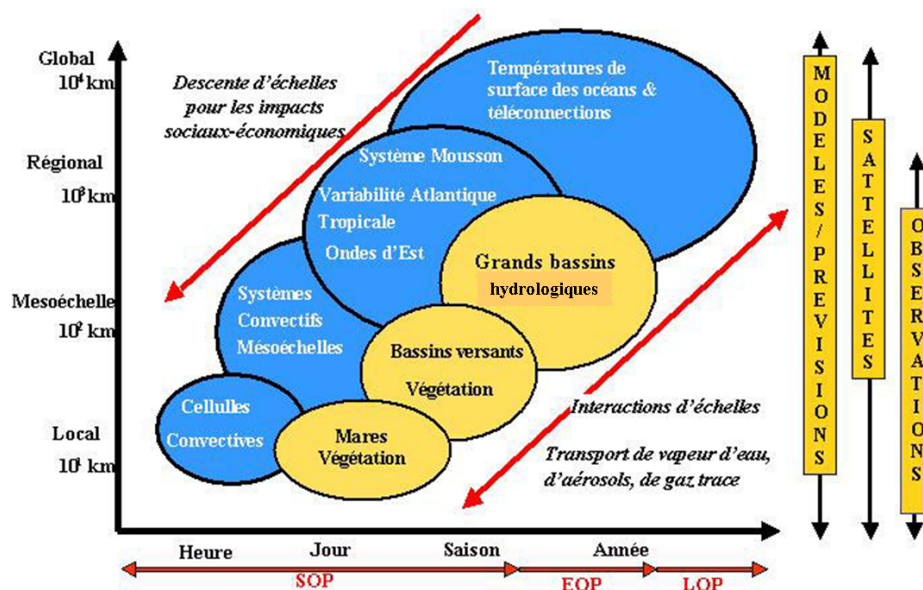 Global
10⁴ km
Régional
10³ km
Mesoéchelle
10² km
Local
10¹ km
Descente d'échelles
pour les impacts
sociaux-économiques
Températures de
surface des océans &
téléconnections
Système Mousson
Variabilité Atlantique
Tropicale
Ondes d'Est
Grands bassins
hydrologiques
Systèmes
Convectifs
Mésoéchelles
Bassins versants
Végétation
Cellulles
Convectives
Mares
Végétation
Interactions d'échelles
Transport de vapeur d'eau,
d'aérosols, de gaz trace
Heure Jour Saison Année
SOP EOP LOP
MODELES/PREVISIONS
SATTELLITES
OBSERVATIONS